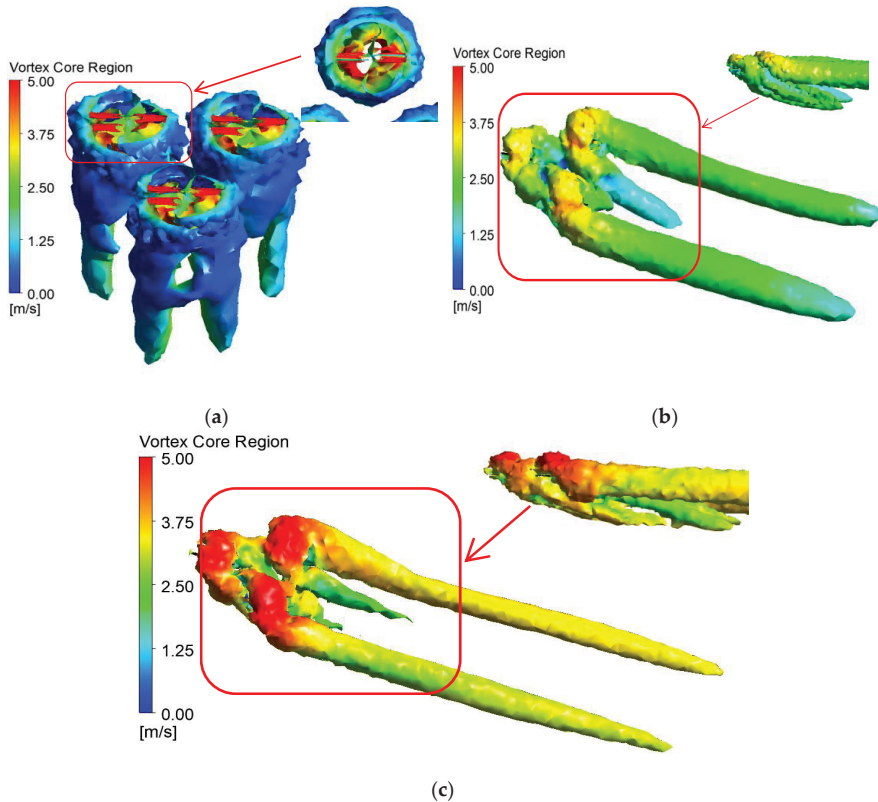 Vortex Core Region
5.00
3.75
2.50
1.25
0.00
[m/s]
(a)
Vortex Core Region
5.00
3.75
2.50
1.25
0.00
[m/s]
(b)
Vortex Core Region
5.00
3.75
2.50
1.25
0.00
[m/s]
(c)